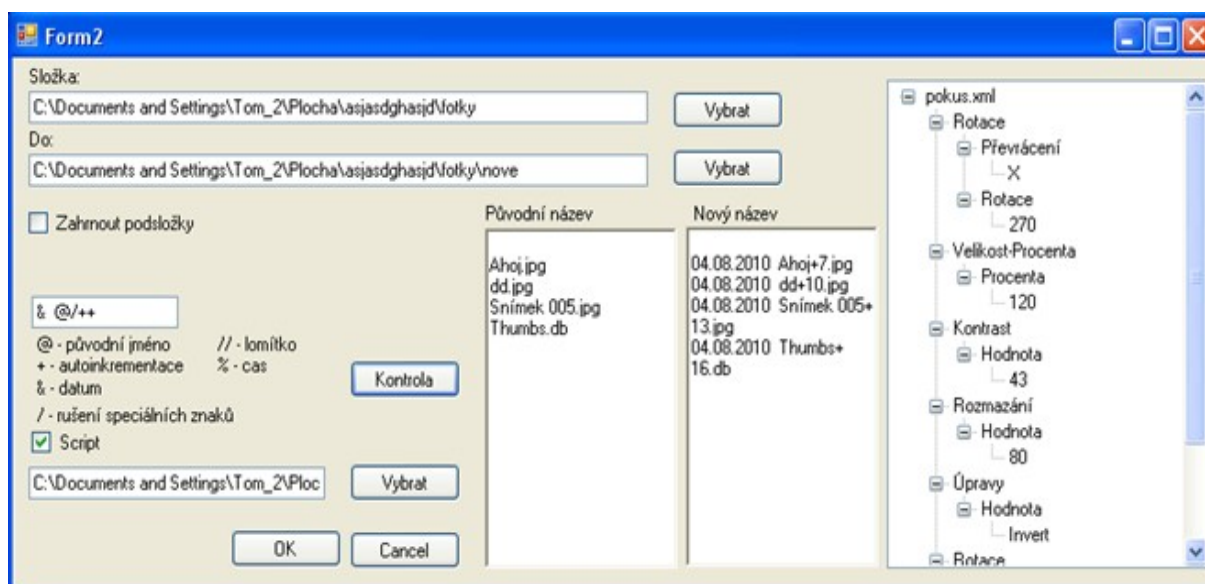 Form2
Složka:
C:\Documents and Settings\Tom_2\Plocha\asjasdghasjd\fotky
Vybrat
Do:
C:\Documents and Settings\Tom_2\Plocha\asjasdghasjd\fotky\nove
Vybrat
Zahrnout podsložky
& @/++
@ - původní jméno
// - lomítko
+ - autoinkrementace
% - cas
& - datum
/ - rušení speciálních znaků
Kontrola
Script
C:\Documents and Settings\Tom_2\Ploc
Vybrat
OK
Cancel
Původní název
Ahoj.jpg
dd.jpg
Snímek 005.jpg
Thumbs.db
Nový název
04.08.2010 Ahoj+7.jpg
04.08.2010 dd+10.jpg
04.08.2010 Snímek 005+
13.jpg
04.08.2010 Thumbs+
16.db
pokus.xml
Rotace
Převrácení
X
Rotace
270
Velikost-Procenta
Procenta
120
Kontrast
Hodnota
43
Rozmazání
Hodnota
80
Úpravy
Hodnota
Invert
Rotace